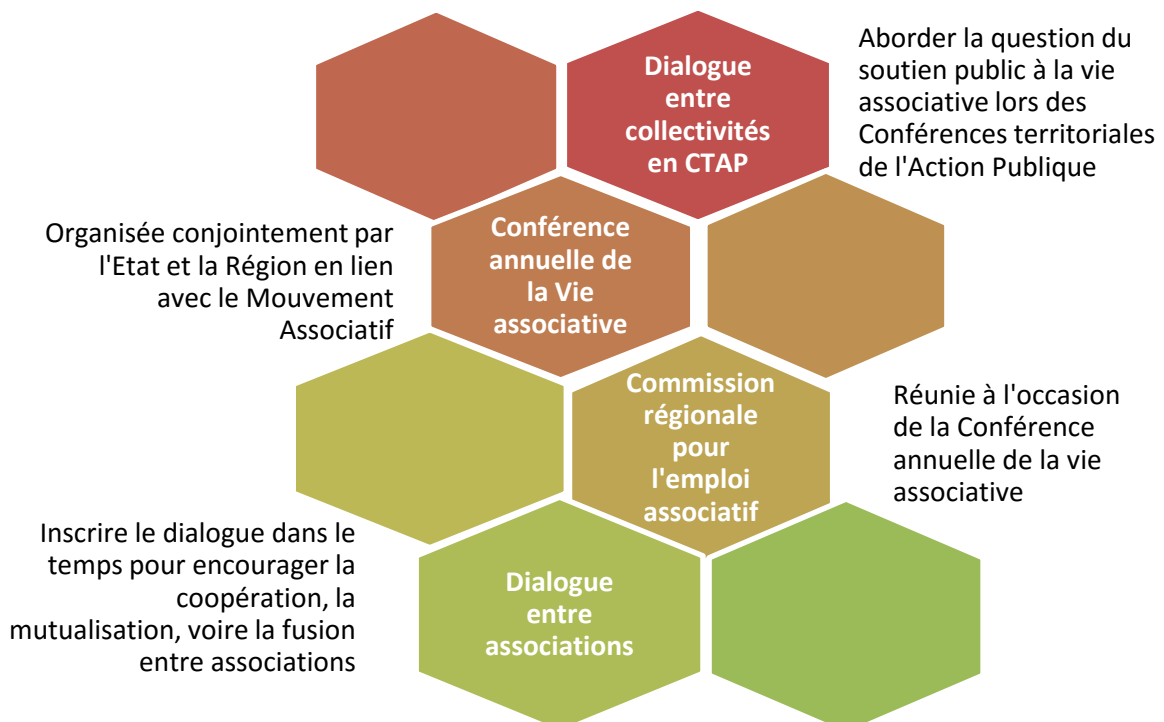 Dialogue
entre
collectivités
en CTAP
Aborder la question du
soutien public à la vie
associative lors des
Conférences territoriales
de l'Action Publique
Organisée conjointement par
l'Etat et la Région en lien
avec le Mouvement
Associatif
Conférence
annuelle de
la Vie
associative
Commission
régionale
pour
l'emploi
associatif
Réunie à l'occasion
de la Conférence
annuelle de la vie
associative
Inscrire le dialogue dans le
temps pour encourager la
coopération, la
mutualisation, voire la fusion
entre associations
Dialogue
entre
associations